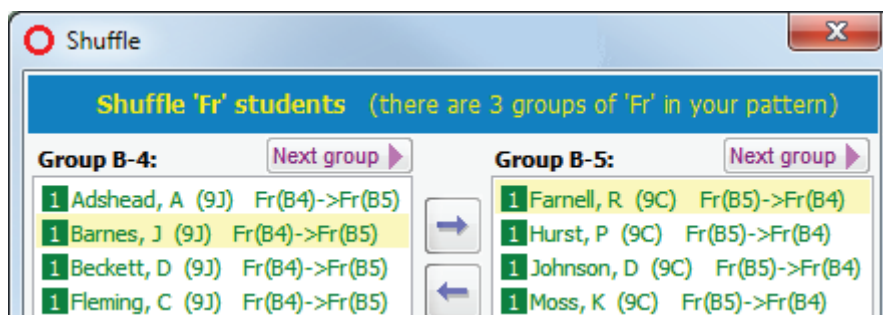 Shuffle
Shuffle 'Fr' students (there are 3 groups of 'Fr' in your pattern)
Group B-4: Next group
1 Adshead, A (9J) Fr(B4)->Fr(B5)
1 Barnes, J (9J) Fr(B4)->Fr(B5)
1 Beckett, D (9J) Fr(B4)->Fr(B5)
1 Fleming, C (9J) Fr(B4)->Fr(B5)
Group B-5: Next group
1 Farnell, R (9C) Fr(B5)->Fr(B4)
1 Hurst, P (9C) Fr(B5)->Fr(B4)
1 Johnson, D (9C) Fr(B5)->Fr(B4)
1 Moss, K (9C) Fr(B5)->Fr(B4)